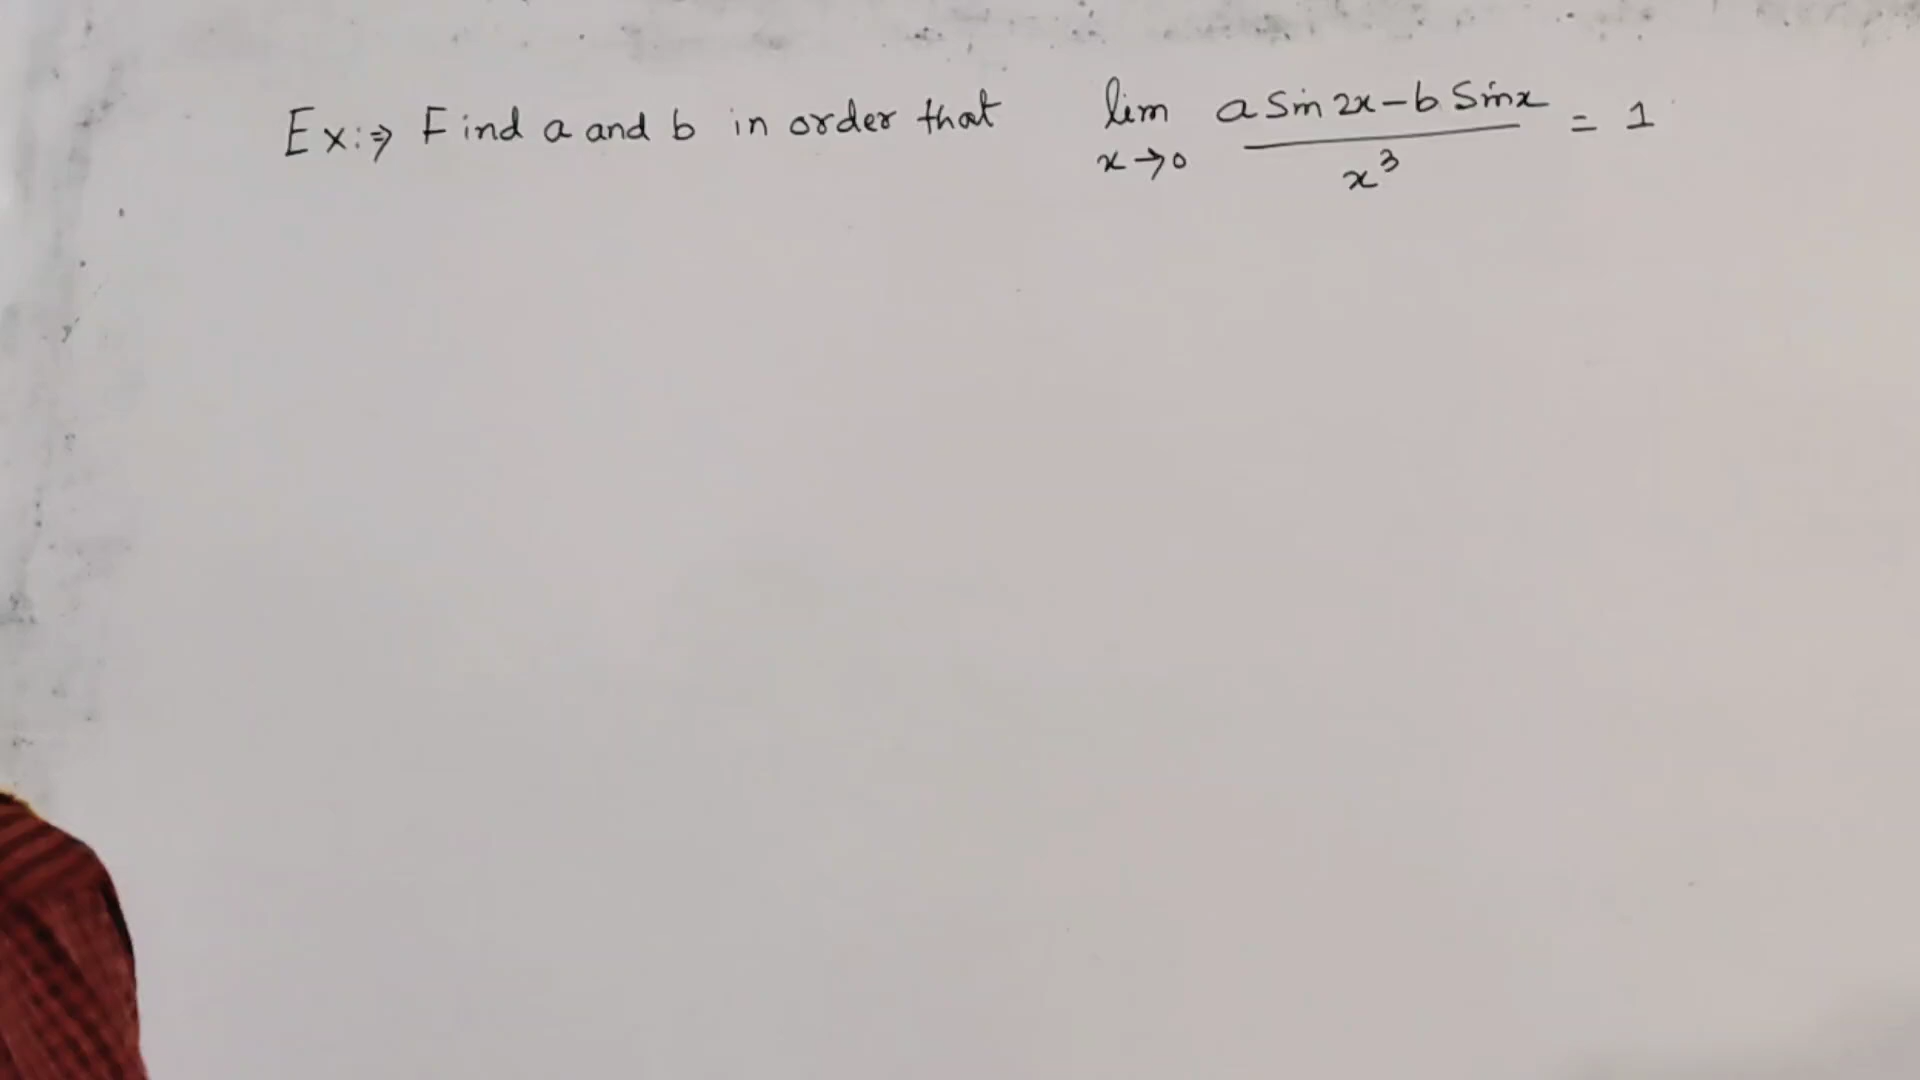 Ex:⇒ Find a and b in order that lim x→0 (a Sin 2x - b Sin x)/x³ = 1